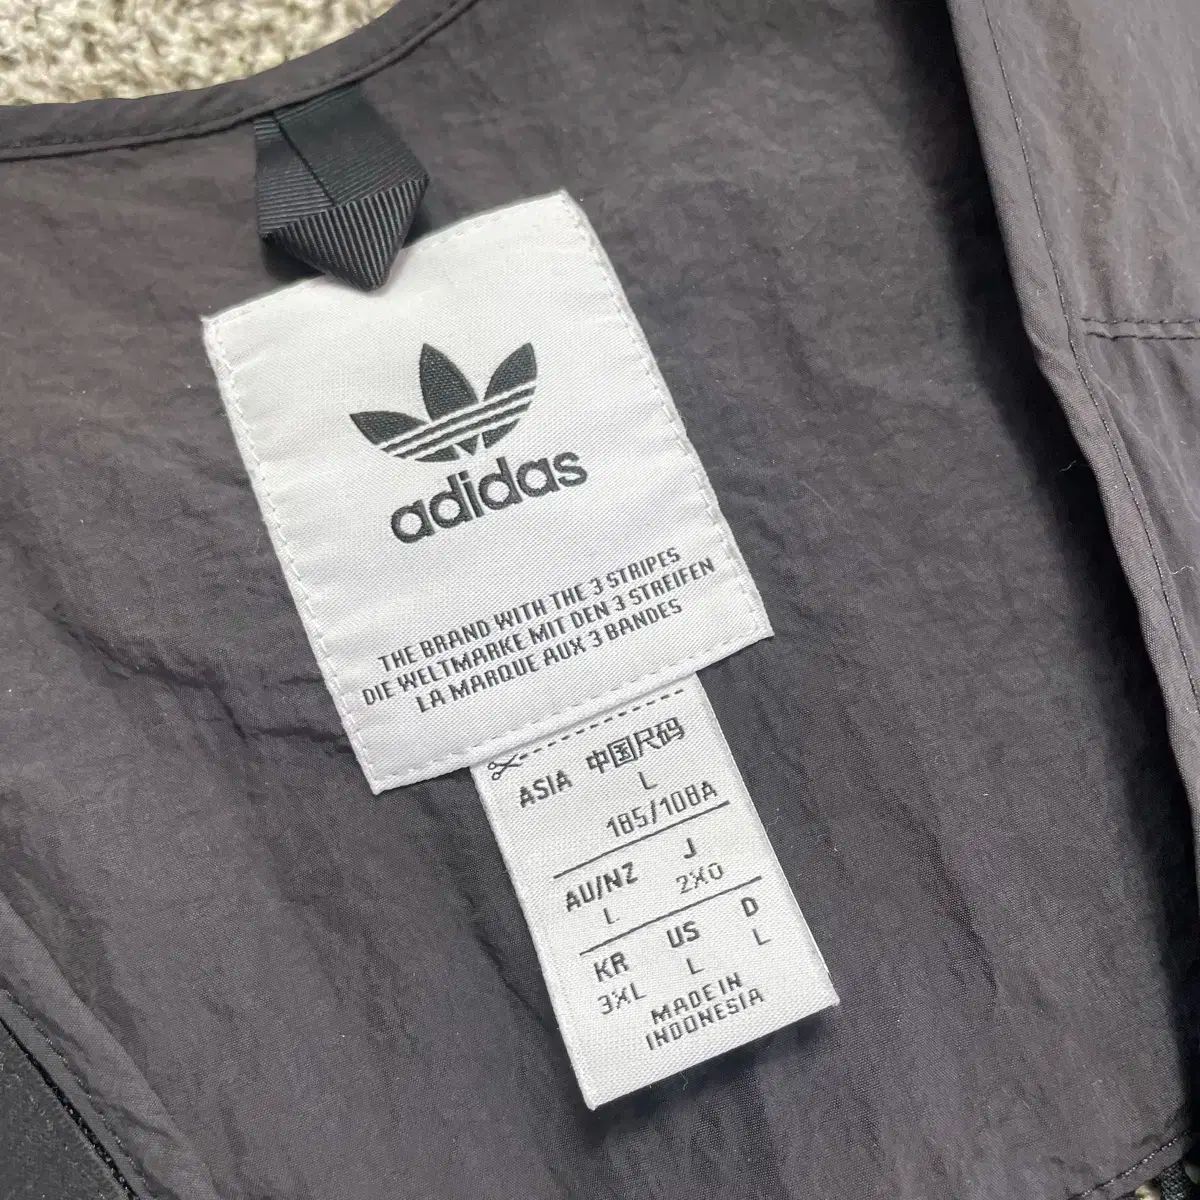 adidas
THE BRAND WITH THE 3 STRIPES
DIE WELTMARKE MIT DEN 3 STREIFEN
LA MARQUE AUX 3 BANDES
ASIA 中国尺码
L
185/108A
AU/NZ J
L 2XO
KR US D
3XL L L
MADE IN
INDONESIA